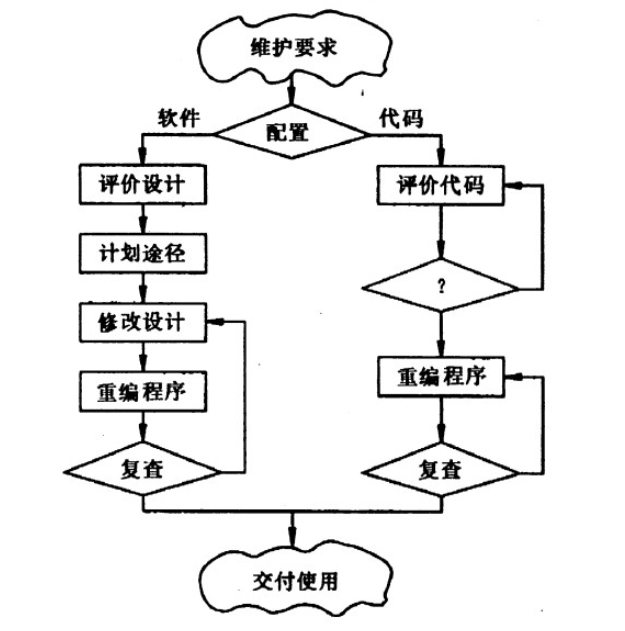 维护要求
软件
配置
代码
评价设计
评价代码
计划途径
?
修改设计
重编程序
重编程序
复查
复查
交付使用